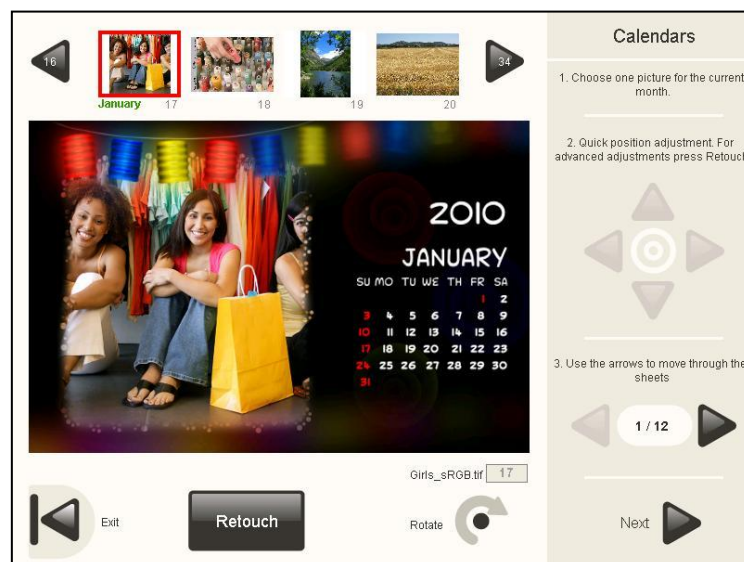 16
34
January 17
18
19
20
Calendars
1. Choose one picture for the current
month.
2. Quick position adjustment. For
advanced adjustments press Retouch
3. Use the arrows to move through the
sheets
1 / 12
Next
2010
JANUARY
SU MO TU WE TH FR SA
1 2
3 4 5 6 7 8 9
10 11 12 13 14 15 16
17 18 19 20 21 22 23
24 25 26 27 28 29 30
31
Girls_sRGB.tif 17
Exit
Retouch
Rotate